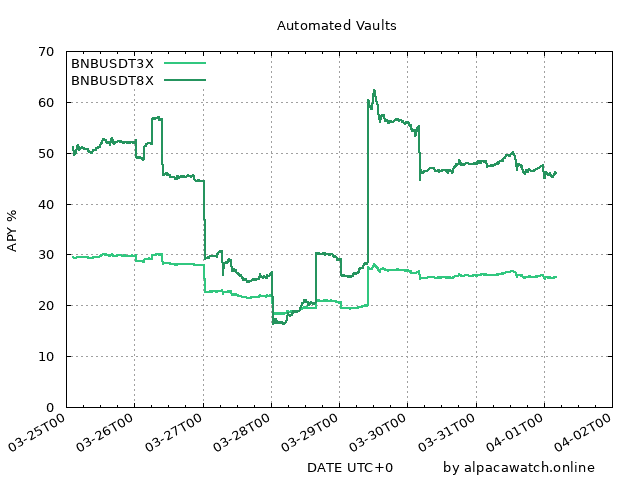 Automated Vaults
BNBUSDT3X
BNBUSDT8X
APY %
70
60
50
40
30
20
10
0
03-25T00
03-26T00
03-27T00
03-28T00
03-29T00
03-30T00
03-31T00
04-01T00
04-02T00
DATE UTC+0 by alpacawatch.online